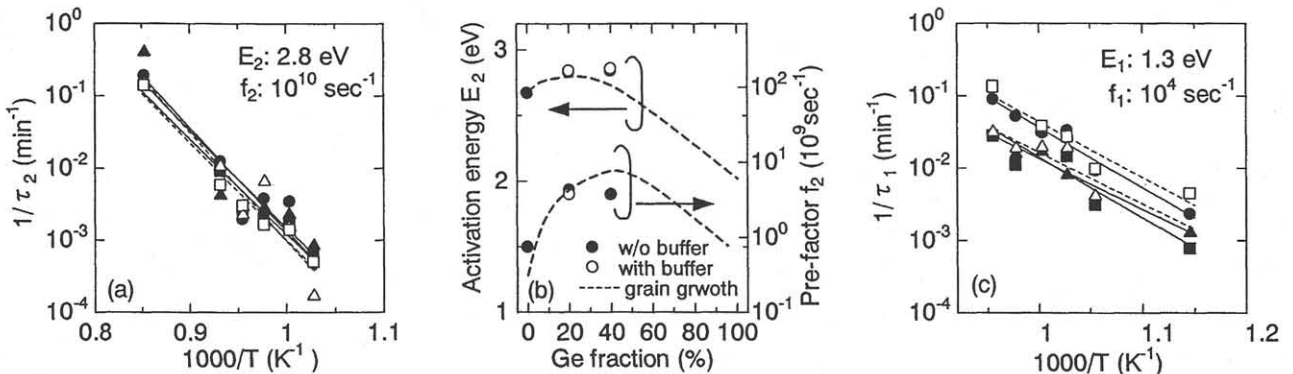 (a)
10^0
10^-1
10^-2
10^-3
10^-4
1/τ_2 (min^-1)
E_2: 2.8 eV
f_2: 10^10 sec^-1
0.8
0.9
1
1.1
1000/T (K^-1)
3
2
1
Activation energy E_2 (eV)
10^2
10^1
10^0
10^-1
Pre-factor f_2 (10^9sec^-1)
w/o buffer
with buffer
grain grwoth
(b)
0 20 40 60 80 100
Ge fraction (%)
10^0
10^-1
10^-2
10^-3
10^-4
1/τ_1 (min^-1)
E_1: 1.3 eV
f_1: 10^4 sec^-1
(c)
1
1.1
1.2
1000/T (K^-1)